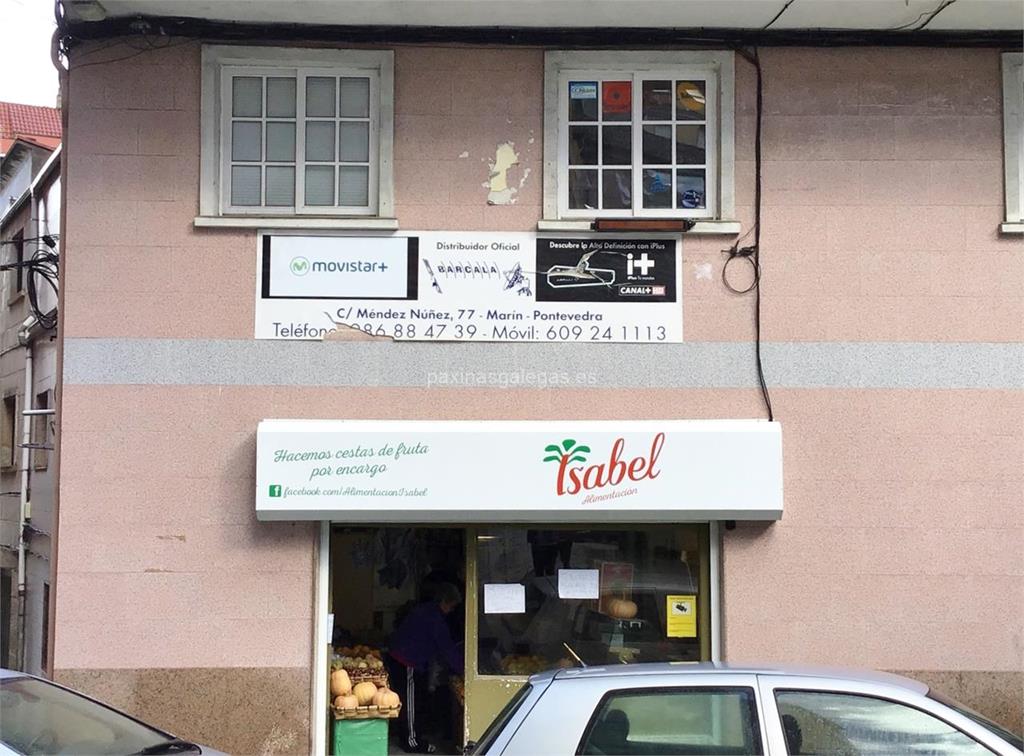 movistar+
Distribuidor Oficial
BARCALA
Descubre la Alta Definición con iPlus
i+
CANAL+ HD
C/ Méndez Núñez, 77 - Marín - Pontevedra
Teléfono: 986 88 47 39 - Móvil: 609 24 1113
paxinasgalegas.es
Hacemos cestas de fruta
por encargo
facebook.com/AlimentacionIsabel
Isabel
Alimentación